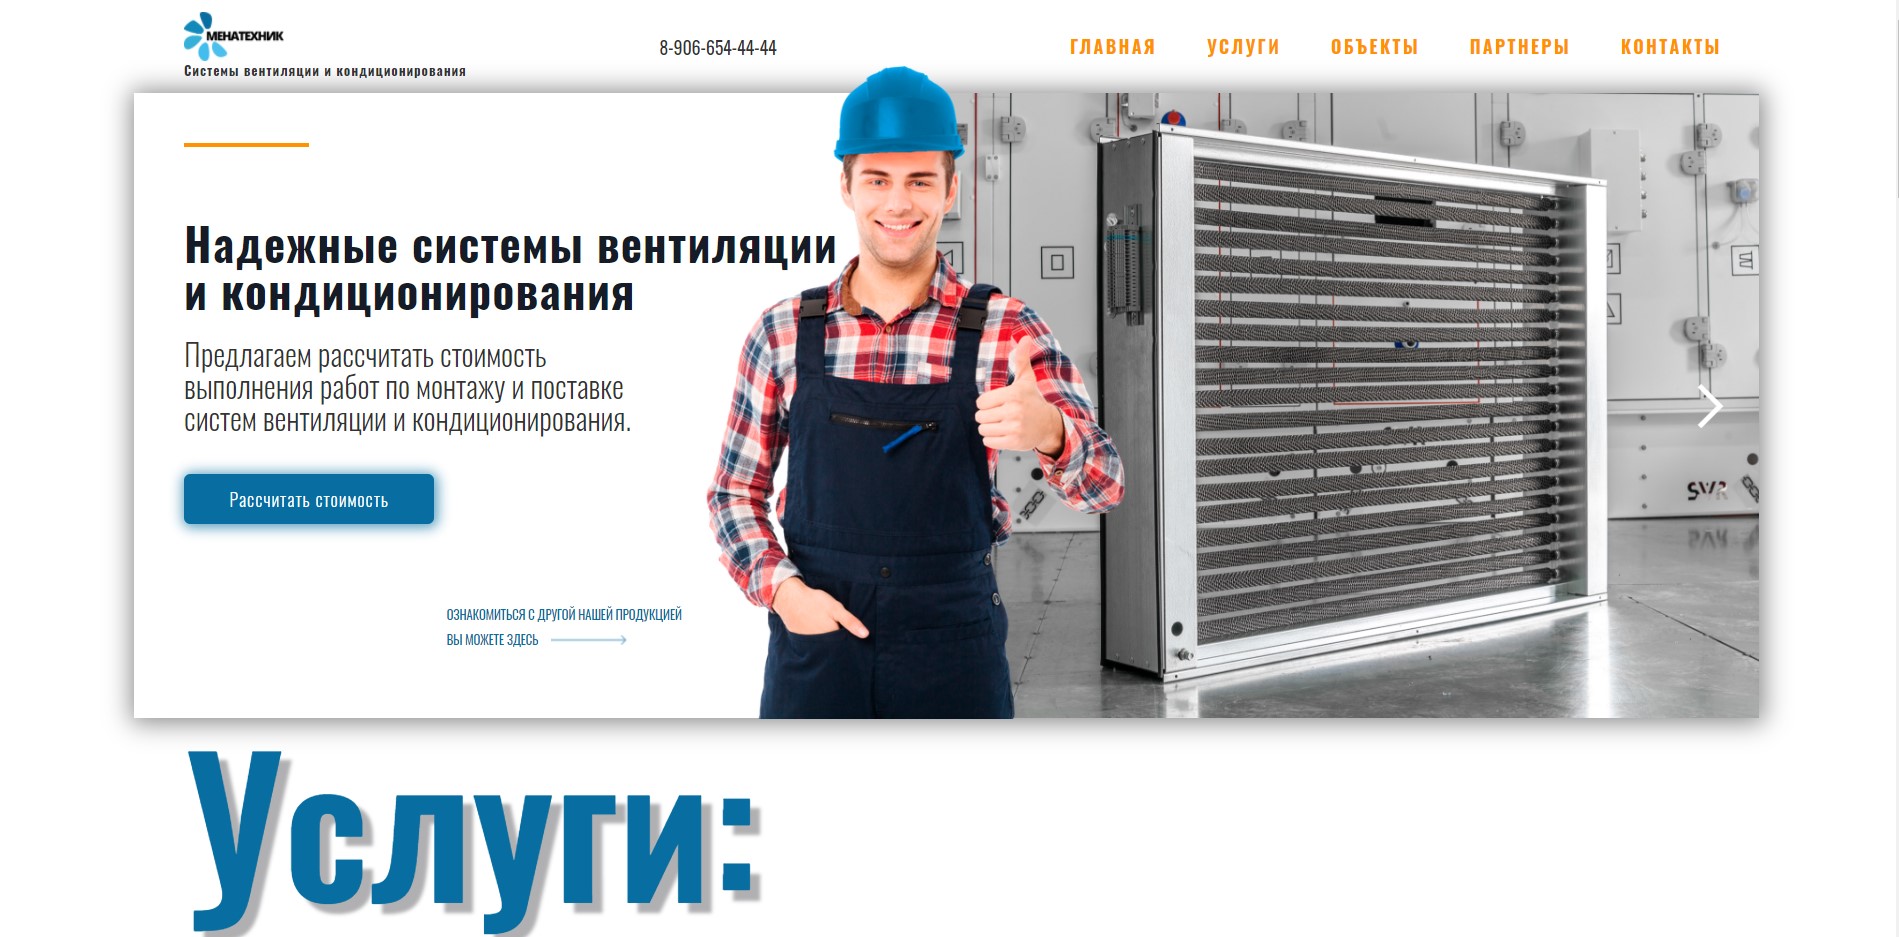 МЕНАТЕХНИК
Системы вентиляции и кондиционирования
8-906-654-44-44
ГЛАВНАЯ УСЛУГИ ОБЪЕКТЫ ПАРТНЕРЫ КОНТАКТЫ
Надежные системы вентиляции
и кондиционирования
Предлагаем рассчитать стоимость
выполнения работ по монтажу и поставке
систем вентиляции и кондиционирования.
Рассчитать стоимость
ОЗНАКОМИТЬСЯ С ДРУГОЙ НАШЕЙ ПРОДУКЦИЕЙ
ВЫ МОЖЕТЕ ЗДЕСЬ
Услуги: